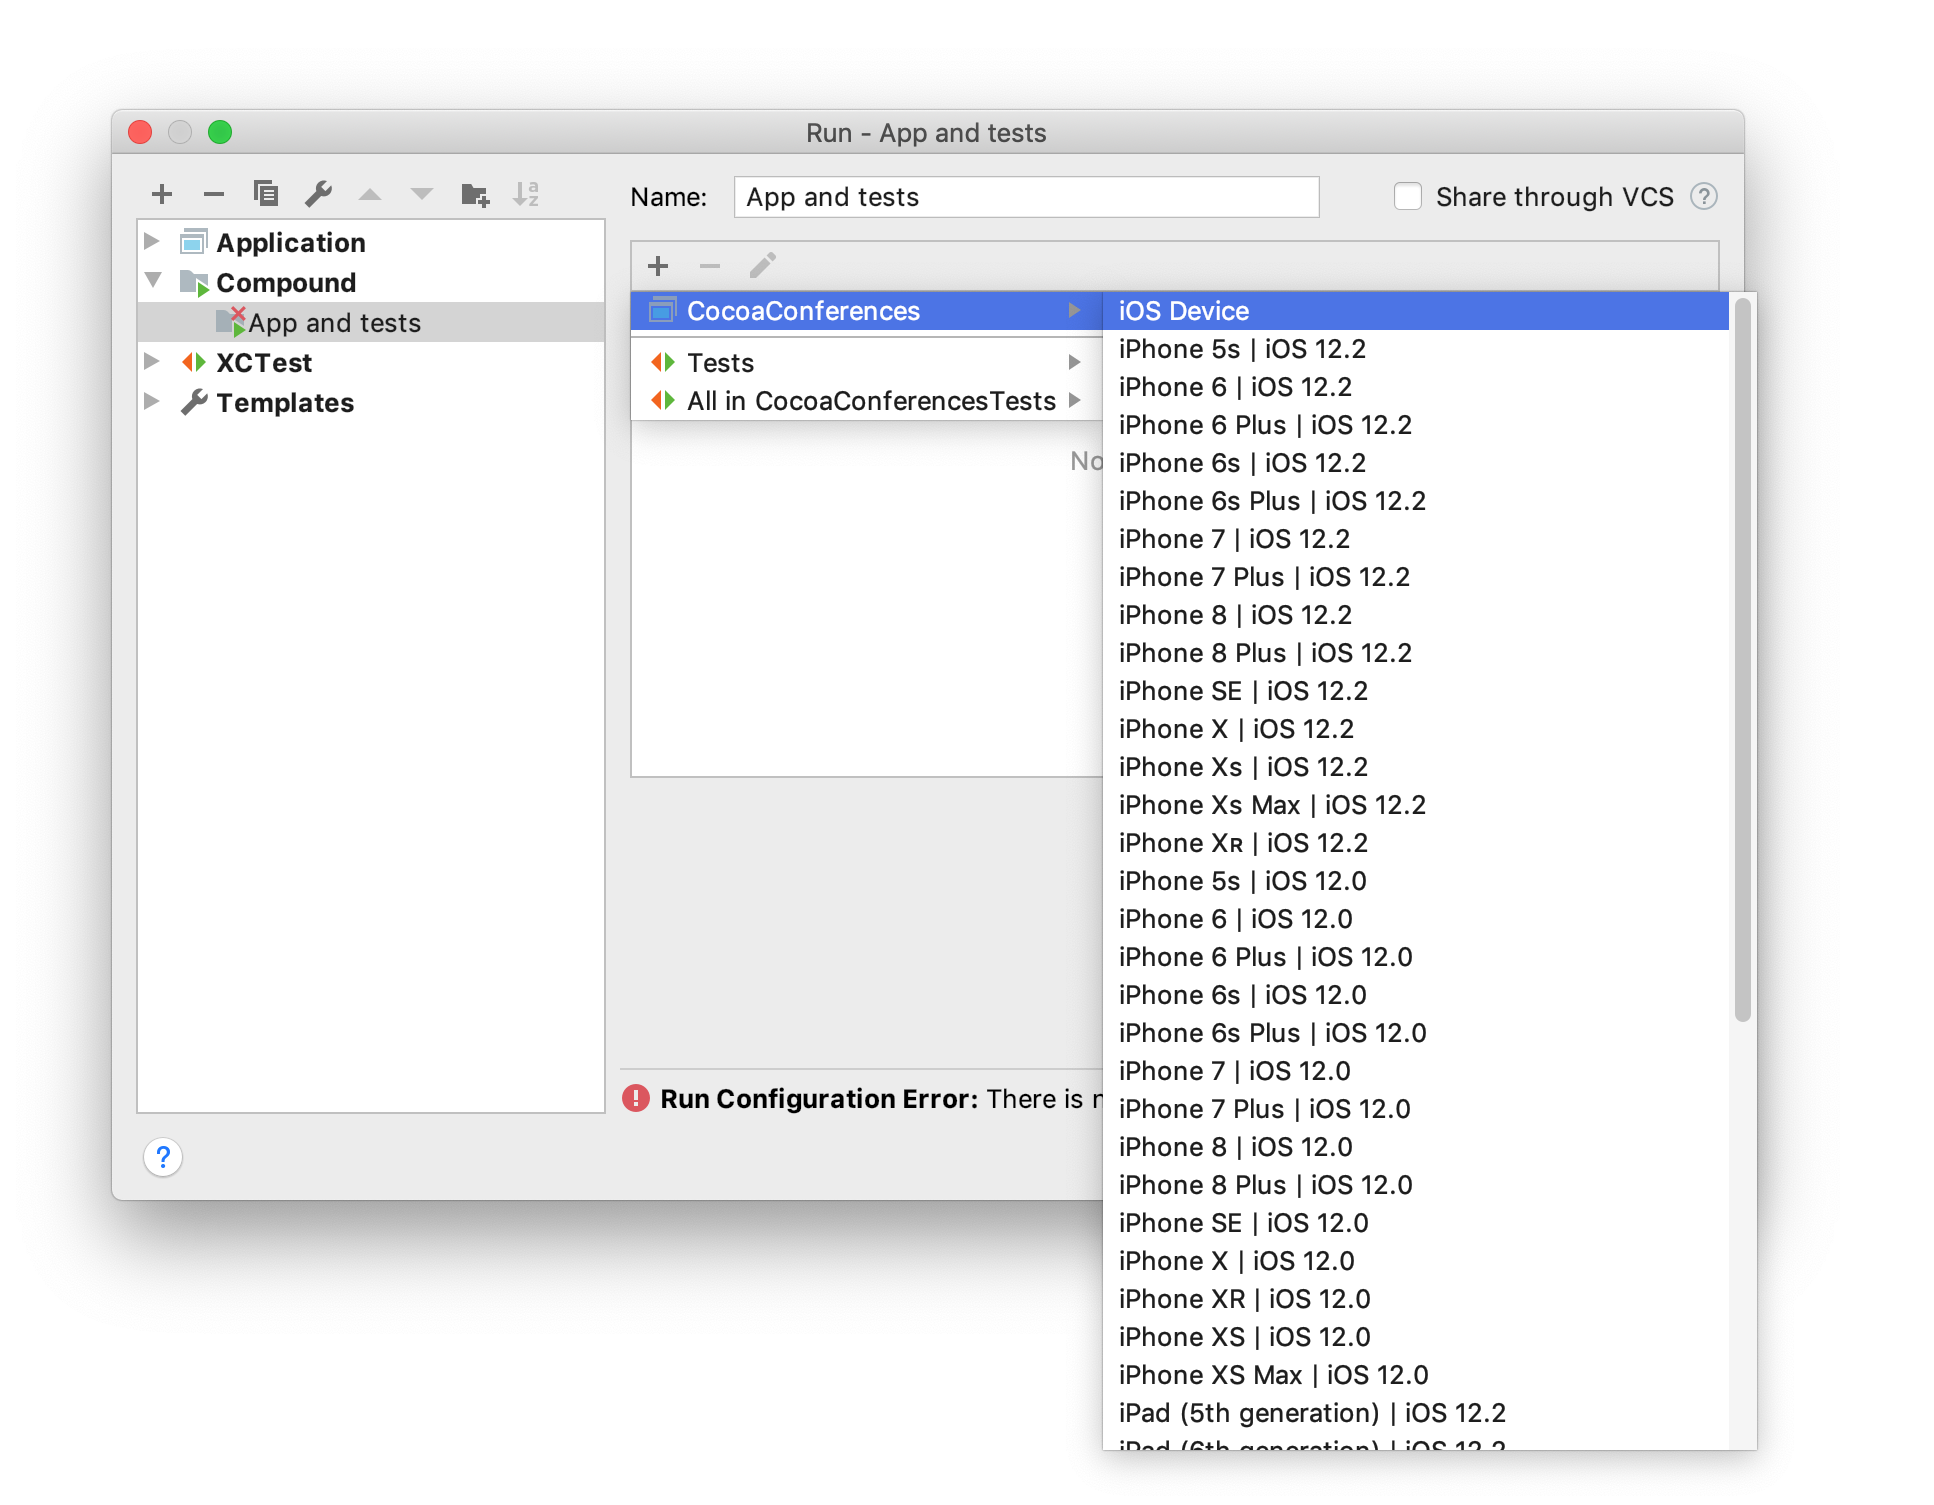 Run - App and tests
Name: App and tests
Share through VCS ?
Application
Compound
App and tests
XCTest
Templates
CocoaConferences
Tests
All in CocoaConferencesTests
No
iOS Device
iPhone 5s | iOS 12.2
iPhone 6 | iOS 12.2
iPhone 6 Plus | iOS 12.2
iPhone 6s | iOS 12.2
iPhone 6s Plus | iOS 12.2
iPhone 7 | iOS 12.2
iPhone 7 Plus | iOS 12.2
iPhone 8 | iOS 12.2
iPhone 8 Plus | iOS 12.2
iPhone SE | iOS 12.2
iPhone X | iOS 12.2
iPhone Xs | iOS 12.2
iPhone Xs Max | iOS 12.2
iPhone Xʀ | iOS 12.2
iPhone 5s | iOS 12.0
iPhone 6 | iOS 12.0
iPhone 6 Plus | iOS 12.0
iPhone 6s | iOS 12.0
iPhone 6s Plus | iOS 12.0
iPhone 7 | iOS 12.0
iPhone 7 Plus | iOS 12.0
iPhone 8 | iOS 12.0
iPhone 8 Plus | iOS 12.0
iPhone SE | iOS 12.0
iPhone X | iOS 12.0
iPhone XR | iOS 12.0
iPhone XS | iOS 12.0
iPhone XS Max | iOS 12.0
iPad (5th generation) | iOS 12.2
iPad (6th generation) | iOS 12.2
Run Configuration Error: There is
?